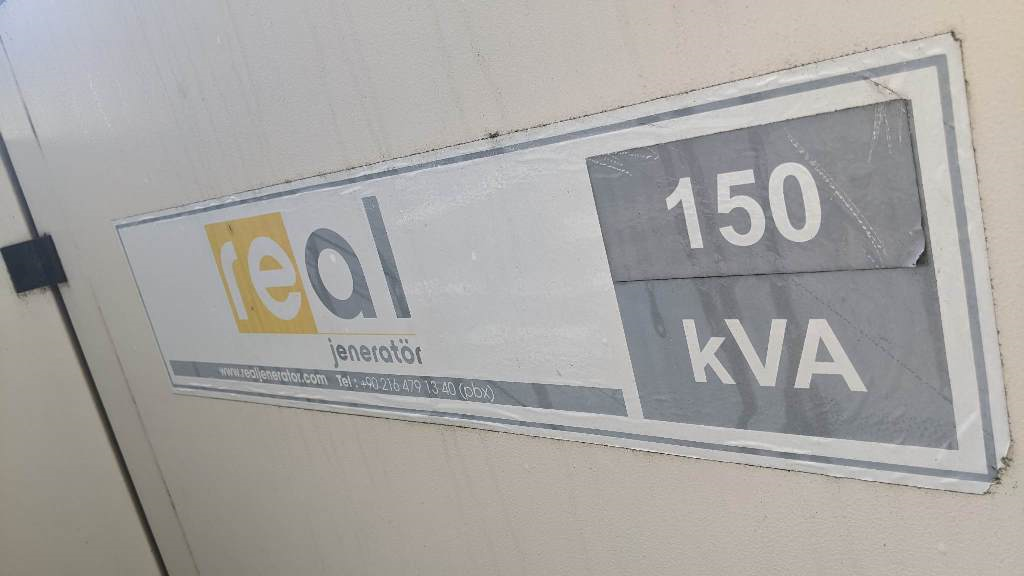 real
jeneratör
www.realjenerator.com Tel : +90 216 479 13 40 (pbx)
150
kVA